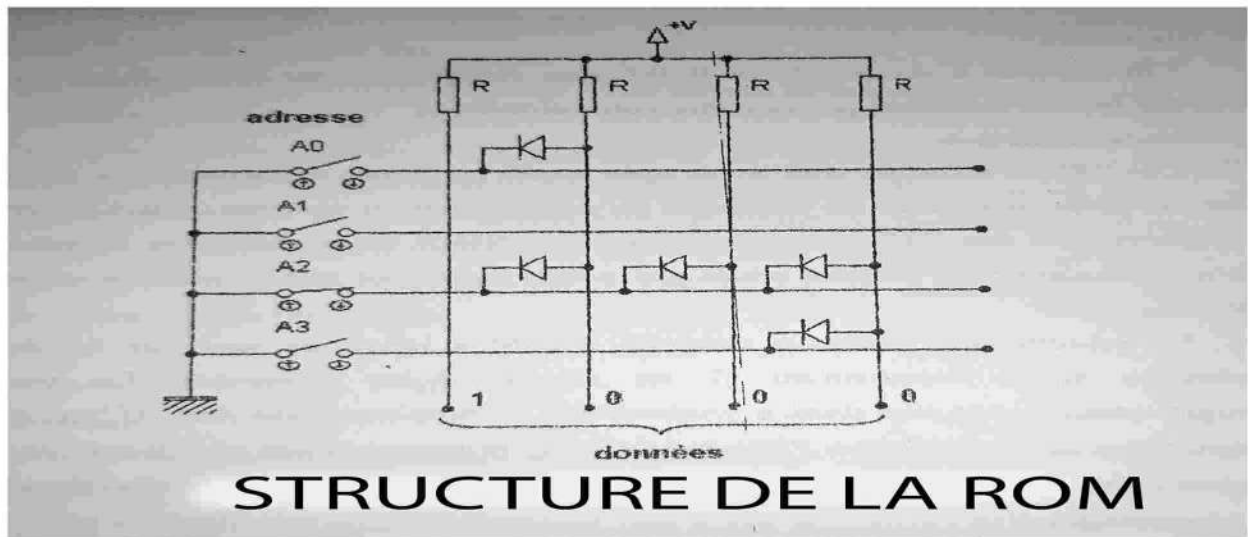 +V
R R R R
adresse
A0
A1
A2
A3
1 0 0 0
données
STRUCTURE DE LA ROM